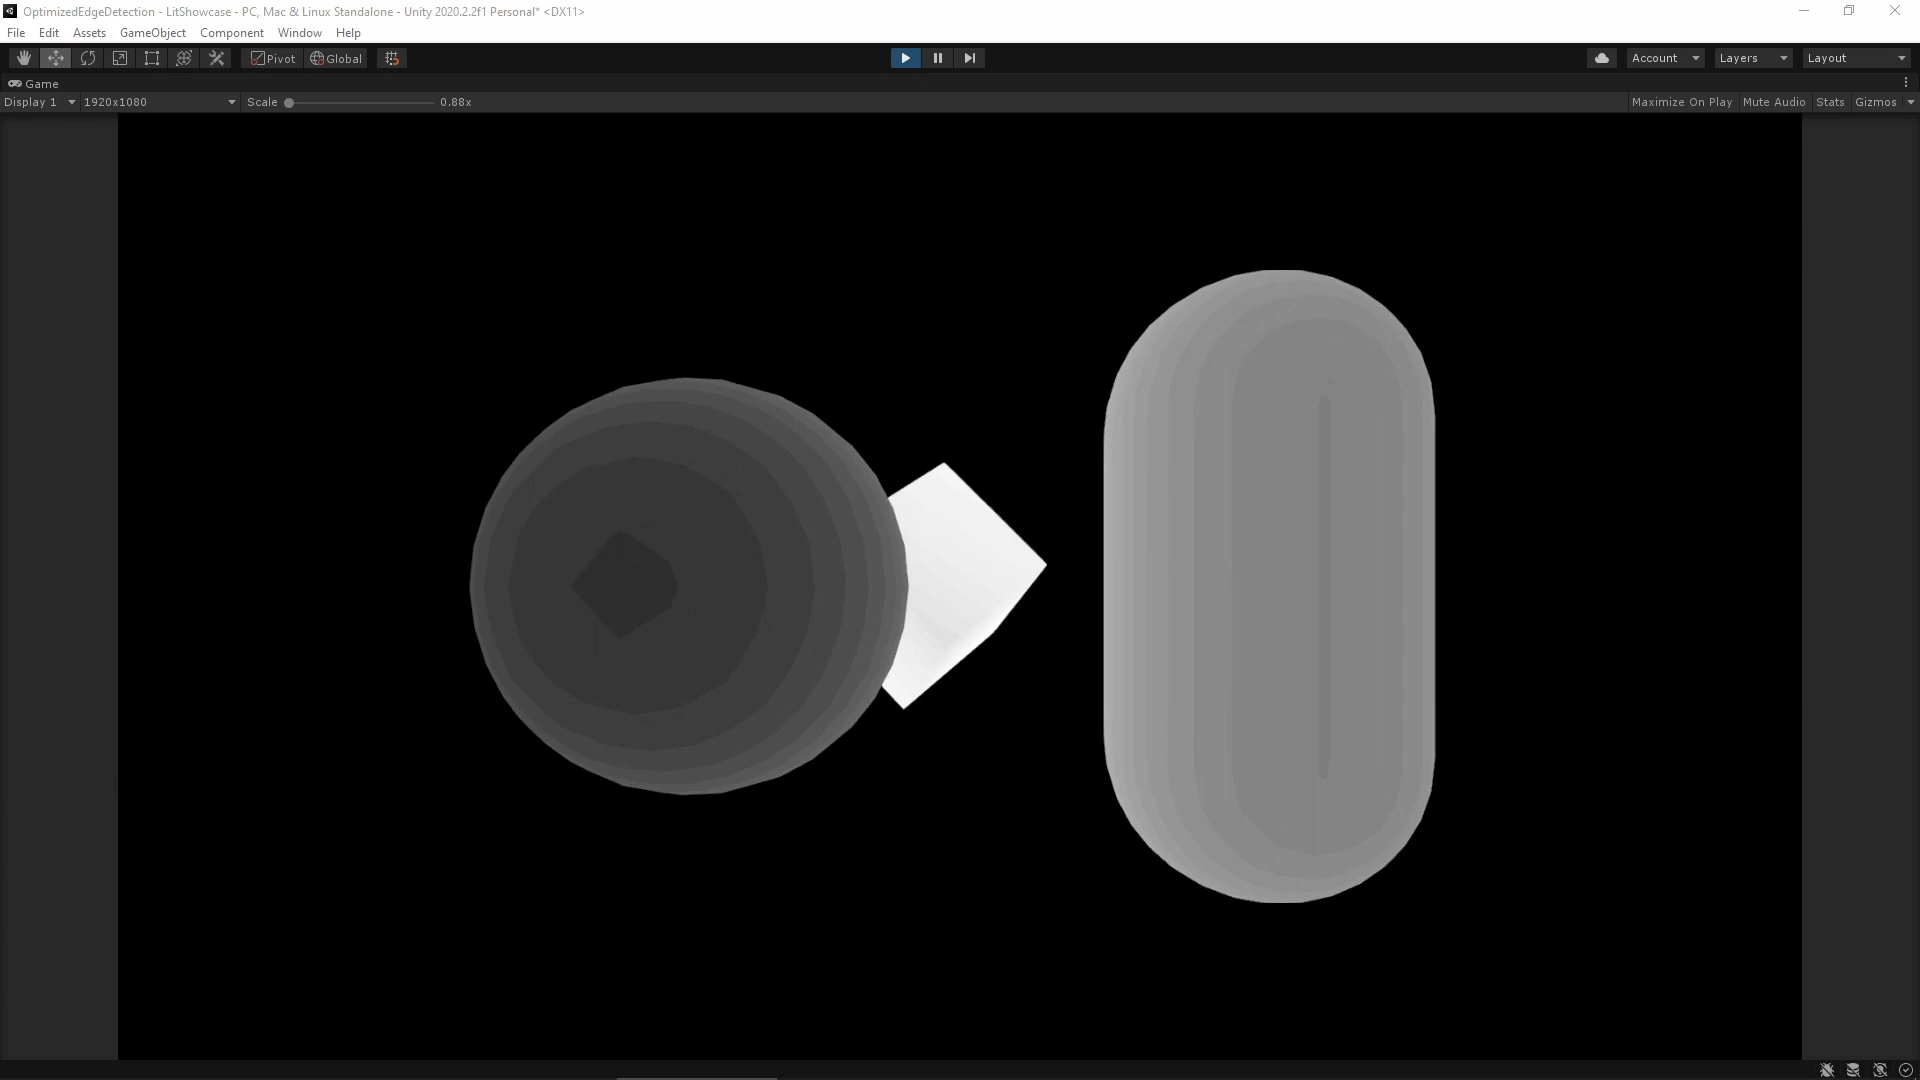 OptimizedEdgeDetection - LitShowcase - PC, Mac & Linux Standalone - Unity 2020.2.2f1 Personal* <DX11>
File Edit Assets GameObject Component Window Help
Pivot Global Account Layers Layout
Game
Display 1 1920x1080 Scale 0.88x Maximize On Play Mute Audio Stats Gizmos